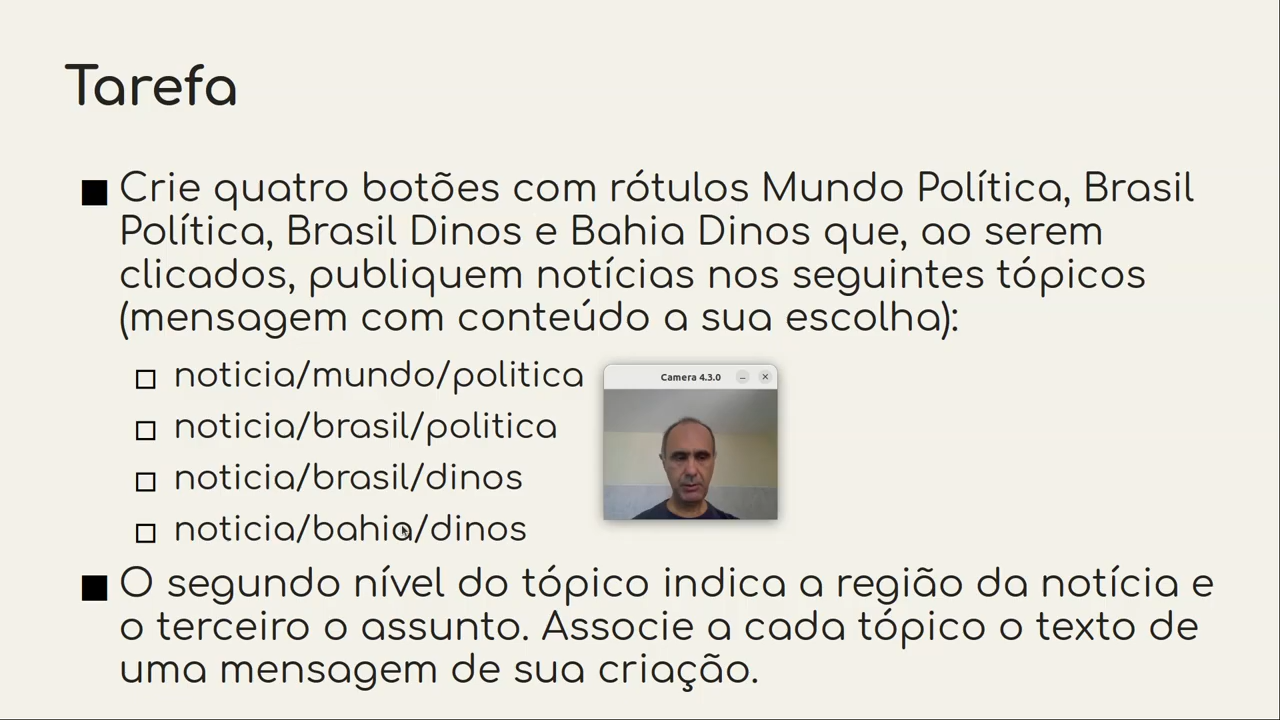 Tarefa
Crie quatro botões com rótulos Mundo Política, Brasil
Política, Brasil Dinos e Bahia Dinos que, ao serem
clicados, publiquem notícias nos seguintes tópicos
(mensagem com conteúdo a sua escolha):
noticia/mundo/politica
Camera 4.3.0
noticia/brasil/politica
noticia/brasil/dinos
noticia/bahia/dinos
O segundo nível do tópico indica a região da notícia e
o terceiro o assunto. Associe a cada tópico o texto de
uma mensagem de sua criação.